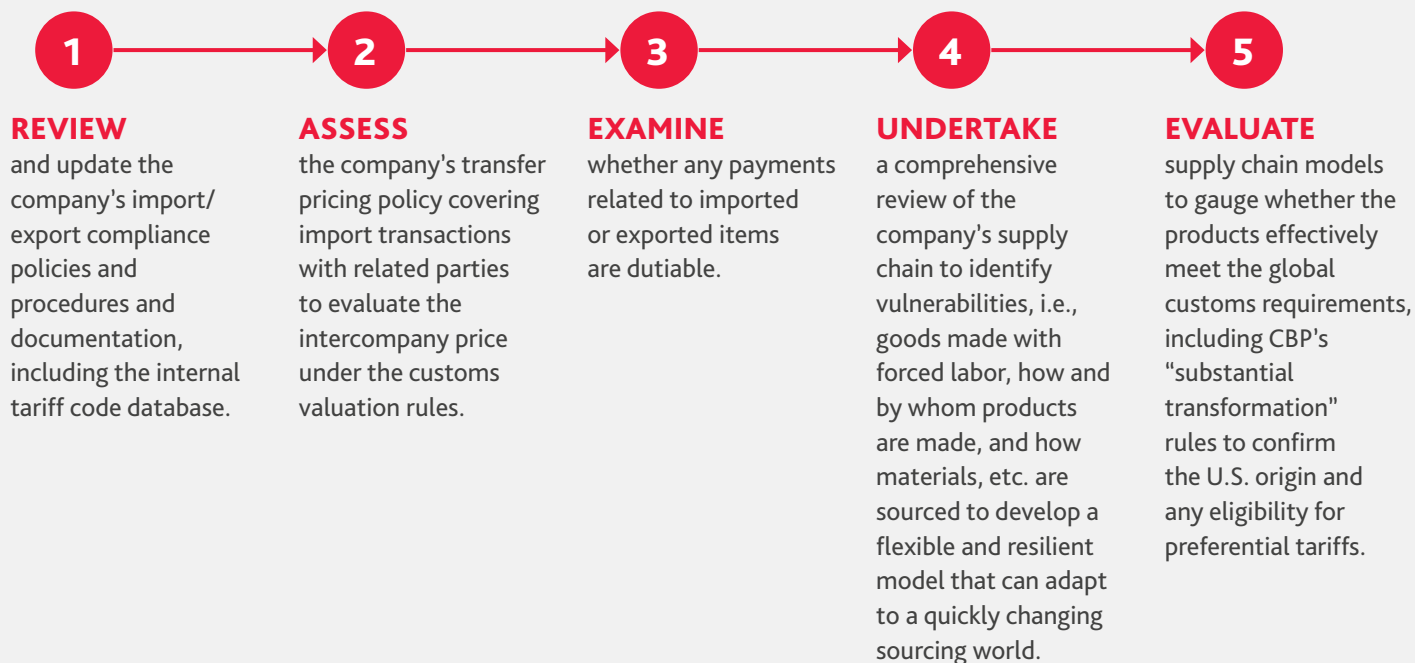 1
REVIEW
and update the
company’s import/
export compliance
policies and
procedures and
documentation,
including the internal
tariff code database.
2
ASSESS
the company’s transfer
pricing policy covering
import transactions
with related parties
to evaluate the
intercompany price
under the customs
valuation rules.
3
EXAMINE
whether any payments
related to imported
or exported items
are dutiable.
4
UNDERTAKE
a comprehensive
review of the
company’s supply
chain to identify
vulnerabilities, i.e.,
goods made with
forced labor, how and
by whom products
are made, and how
materials, etc. are
sourced to develop a
flexible and resilient
model that can adapt
to a quickly changing
sourcing world.
5
EVALUATE
supply chain models
to gauge whether the
products effectively
meet the global
customs requirements,
including CBP’s
“substantial
transformation”
rules to confirm
the U.S. origin and
any eligibility for
preferential tariffs.